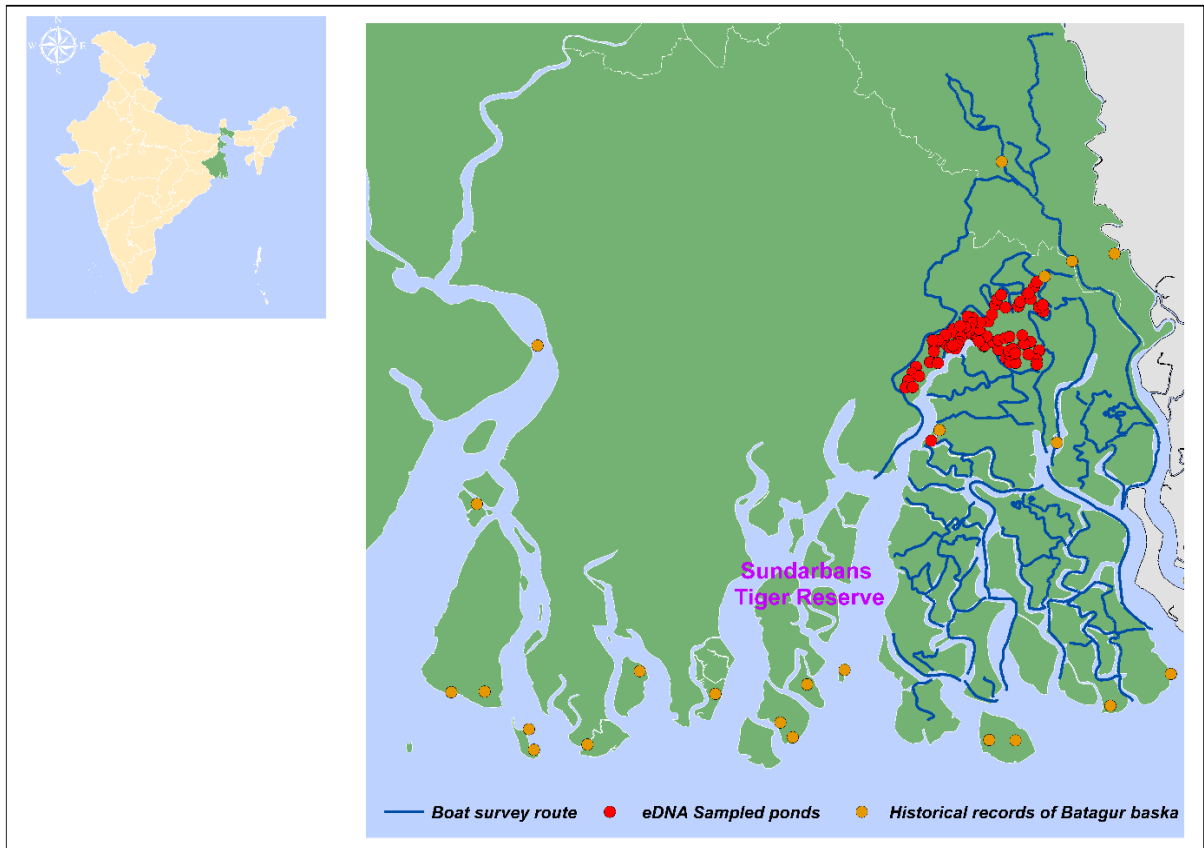 N
W E
S
Sundarbans
Tiger Reserve
Boat survey route eDNA Sampled ponds Historical records of Batagur baska